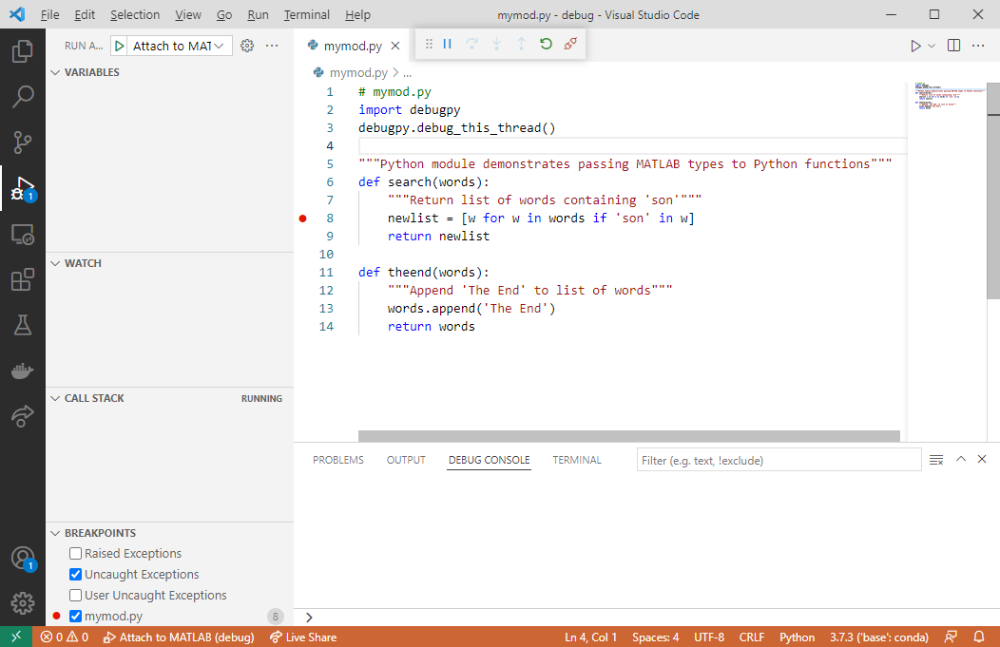 File Edit Selection View Go Run Terminal Help mymod.py - debug - Visual Studio Code
RUN A... Attach to MAT
mymod.py
VARIABLES
mymod.py > ...
1 # mymod.py
2 import debugpy
3 debugpy.debug_this_thread()
4
5 """Python module demonstrates passing MATLAB types to Python functions"""
6 def search(words):
7 """Return list of words containing 'son'"""
8 newlist = [w for w in words if 'son' in w]
9 return newlist
10
11 def theend(words):
12 """Append 'The End' to list of words"""
13 words.append('The End')
14 return words
1
WATCH
CALL STACK RUNNING
PROBLEMS OUTPUT DEBUG CONSOLE TERMINAL Filter (e.g. text, !exclude)
BREAKPOINTS
Raised Exceptions
1
Uncaught Exceptions
User Uncaught Exceptions
mymod.py 8
0 0 Attach to MATLAB (debug) Live Share Ln 4, Col 1 Spaces: 4 UTF-8 CRLF Python 3.7.3 ('base': conda)